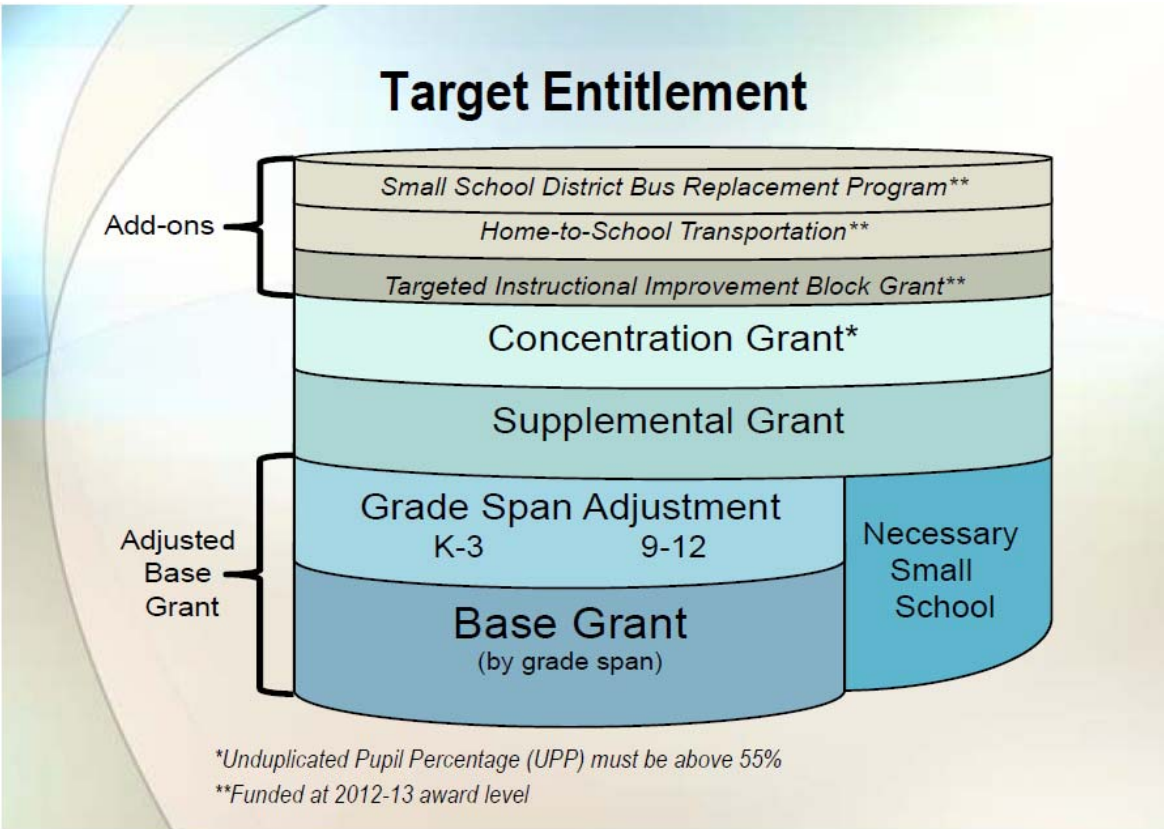 Target Entitlement
Add-ons
Small School District Bus Replacement Program**
Home-to-School Transportation**
Targeted Instructional Improvement Block Grant**
Concentration Grant*
Supplemental Grant
Adjusted
Base
Grant
Grade Span Adjustment
K-3 9-12
Base Grant
(by grade span)
Necessary
Small
School
*Unduplicated Pupil Percentage (UPP) must be above 55%
**Funded at 2012-13 award level